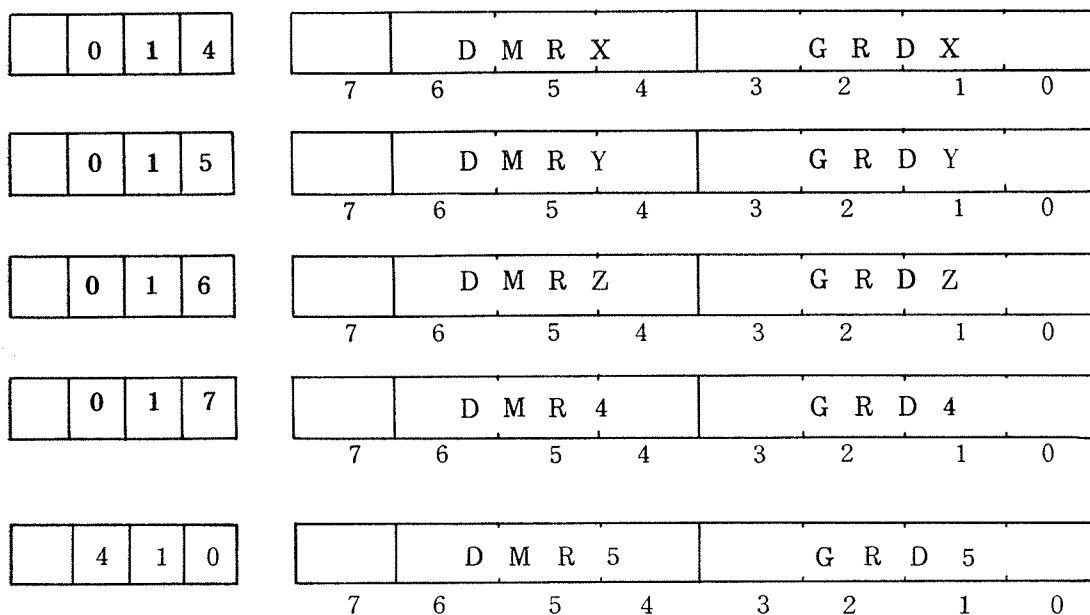 0 1 4 D M R X G R D X
7 6 5 4 3 2 1 0
0 1 5 D M R Y G R D Y
7 6 5 4 3 2 1 0
0 1 6 D M R Z G R D Z
7 6 5 4 3 2 1 0
0 1 7 D M R 4 G R D 4
7 6 5 4 3 2 1 0
4 1 0 D M R 5 G R D 5
7 6 5 4 3 2 1 0